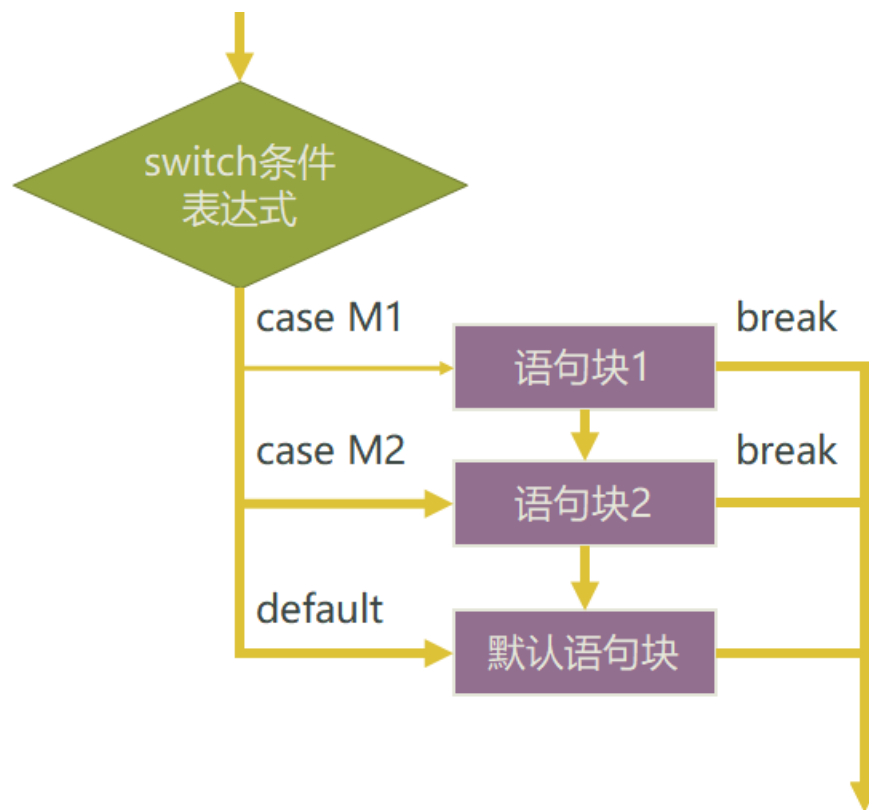 switch条件
表达式
case M1
语句块1
break
case M2
语句块2
break
default
默认语句块